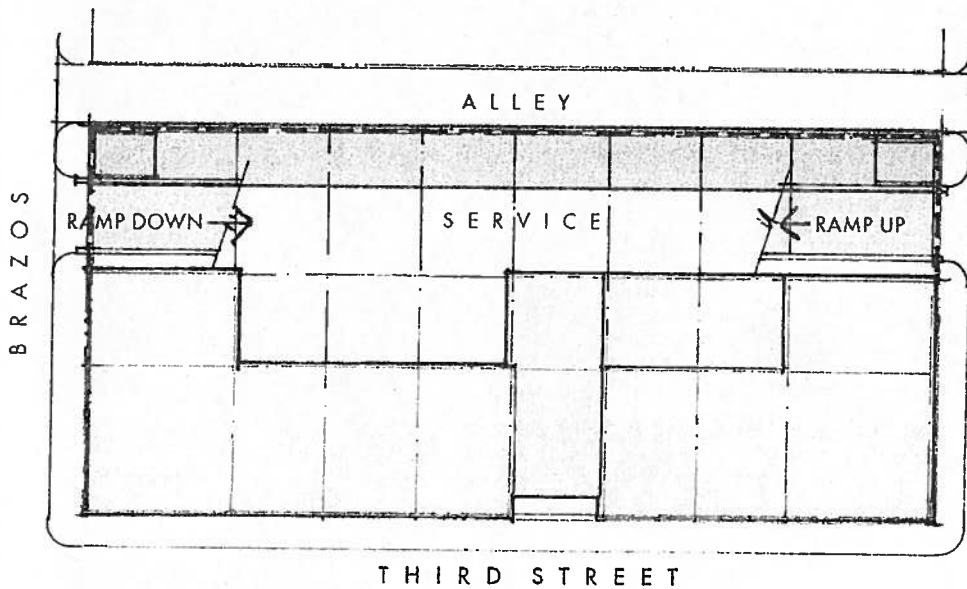 ALLEY
BRAZOS
RAMP DOWN
SERVICE
RAMP UP
THIRD STREET